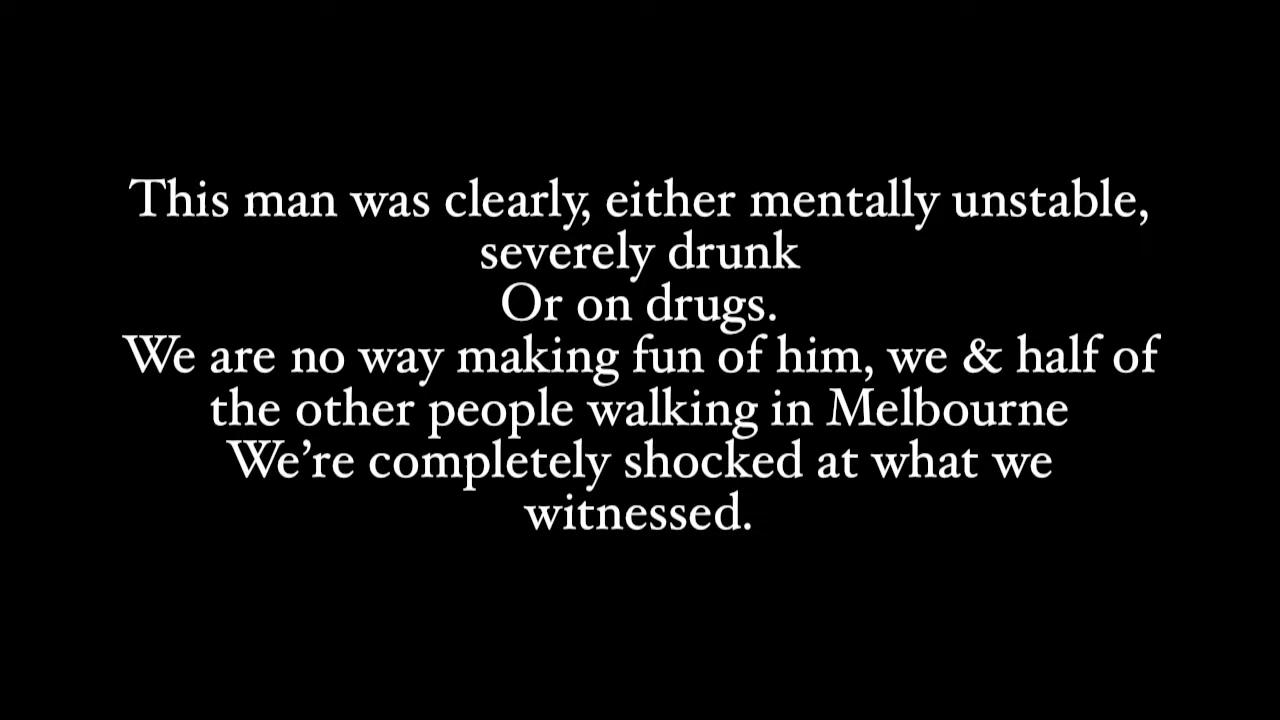 This man was clearly, either mentally unstable,
severely drunk
Or on drugs.
We are no way making fun of him, we & half of
the other people walking in Melbourne
We’re completely shocked at what we
witnessed.